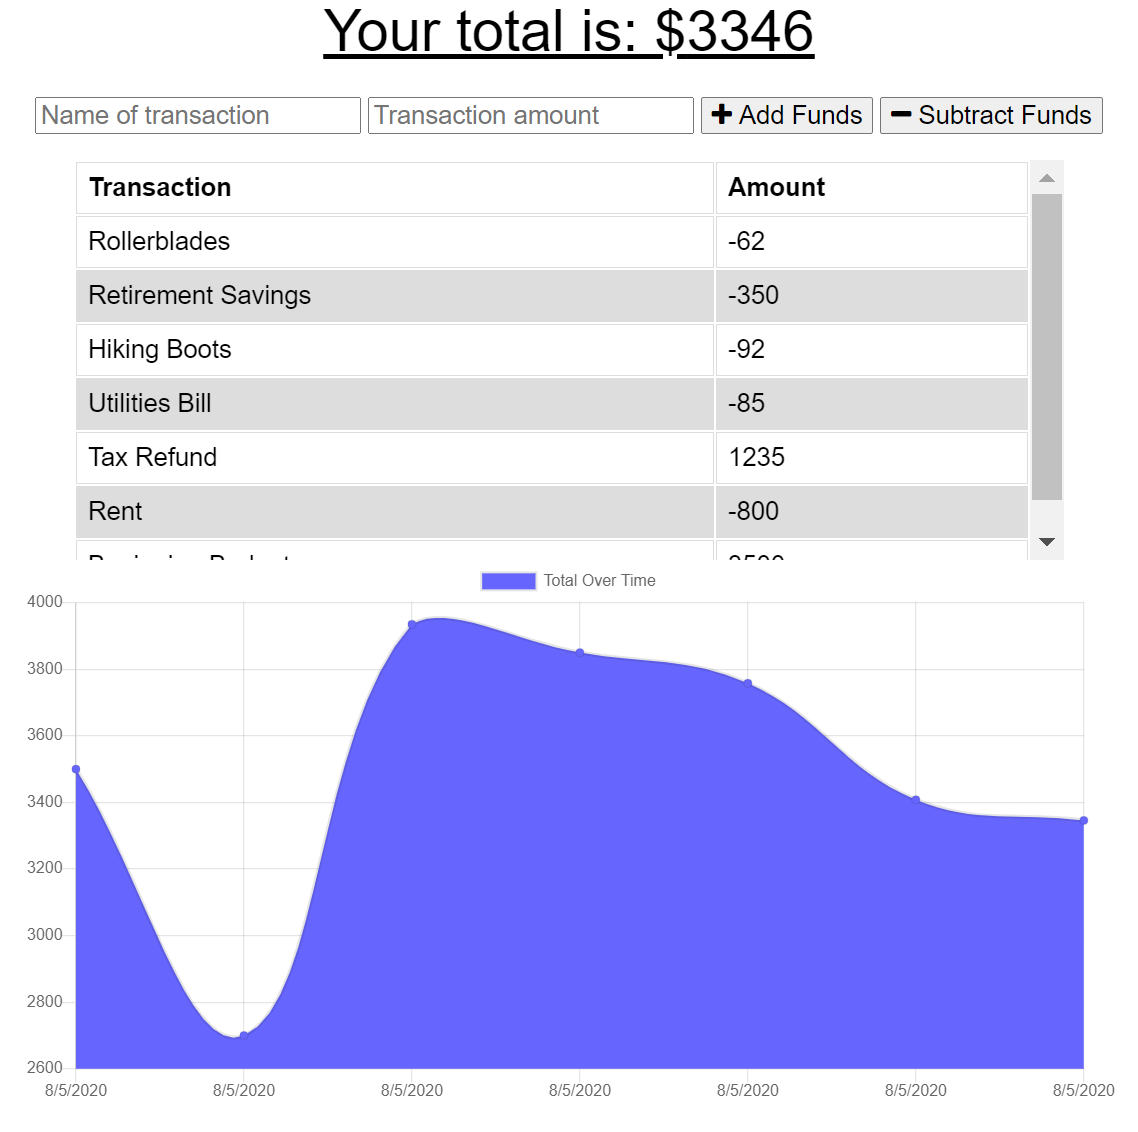 Your total is: $3346
Name of transaction Transaction amount Add Funds Subtract Funds
Transaction Amount
Rollerblades -62
Retirement Savings -350
Hiking Boots -92
Utilities Bill -85
Tax Refund 1235
Rent -800
Total Over Time
4000
3800
3600
3400
3200
3000
2800
2600
8/5/2020 8/5/2020 8/5/2020 8/5/2020 8/5/2020 8/5/2020 8/5/2020